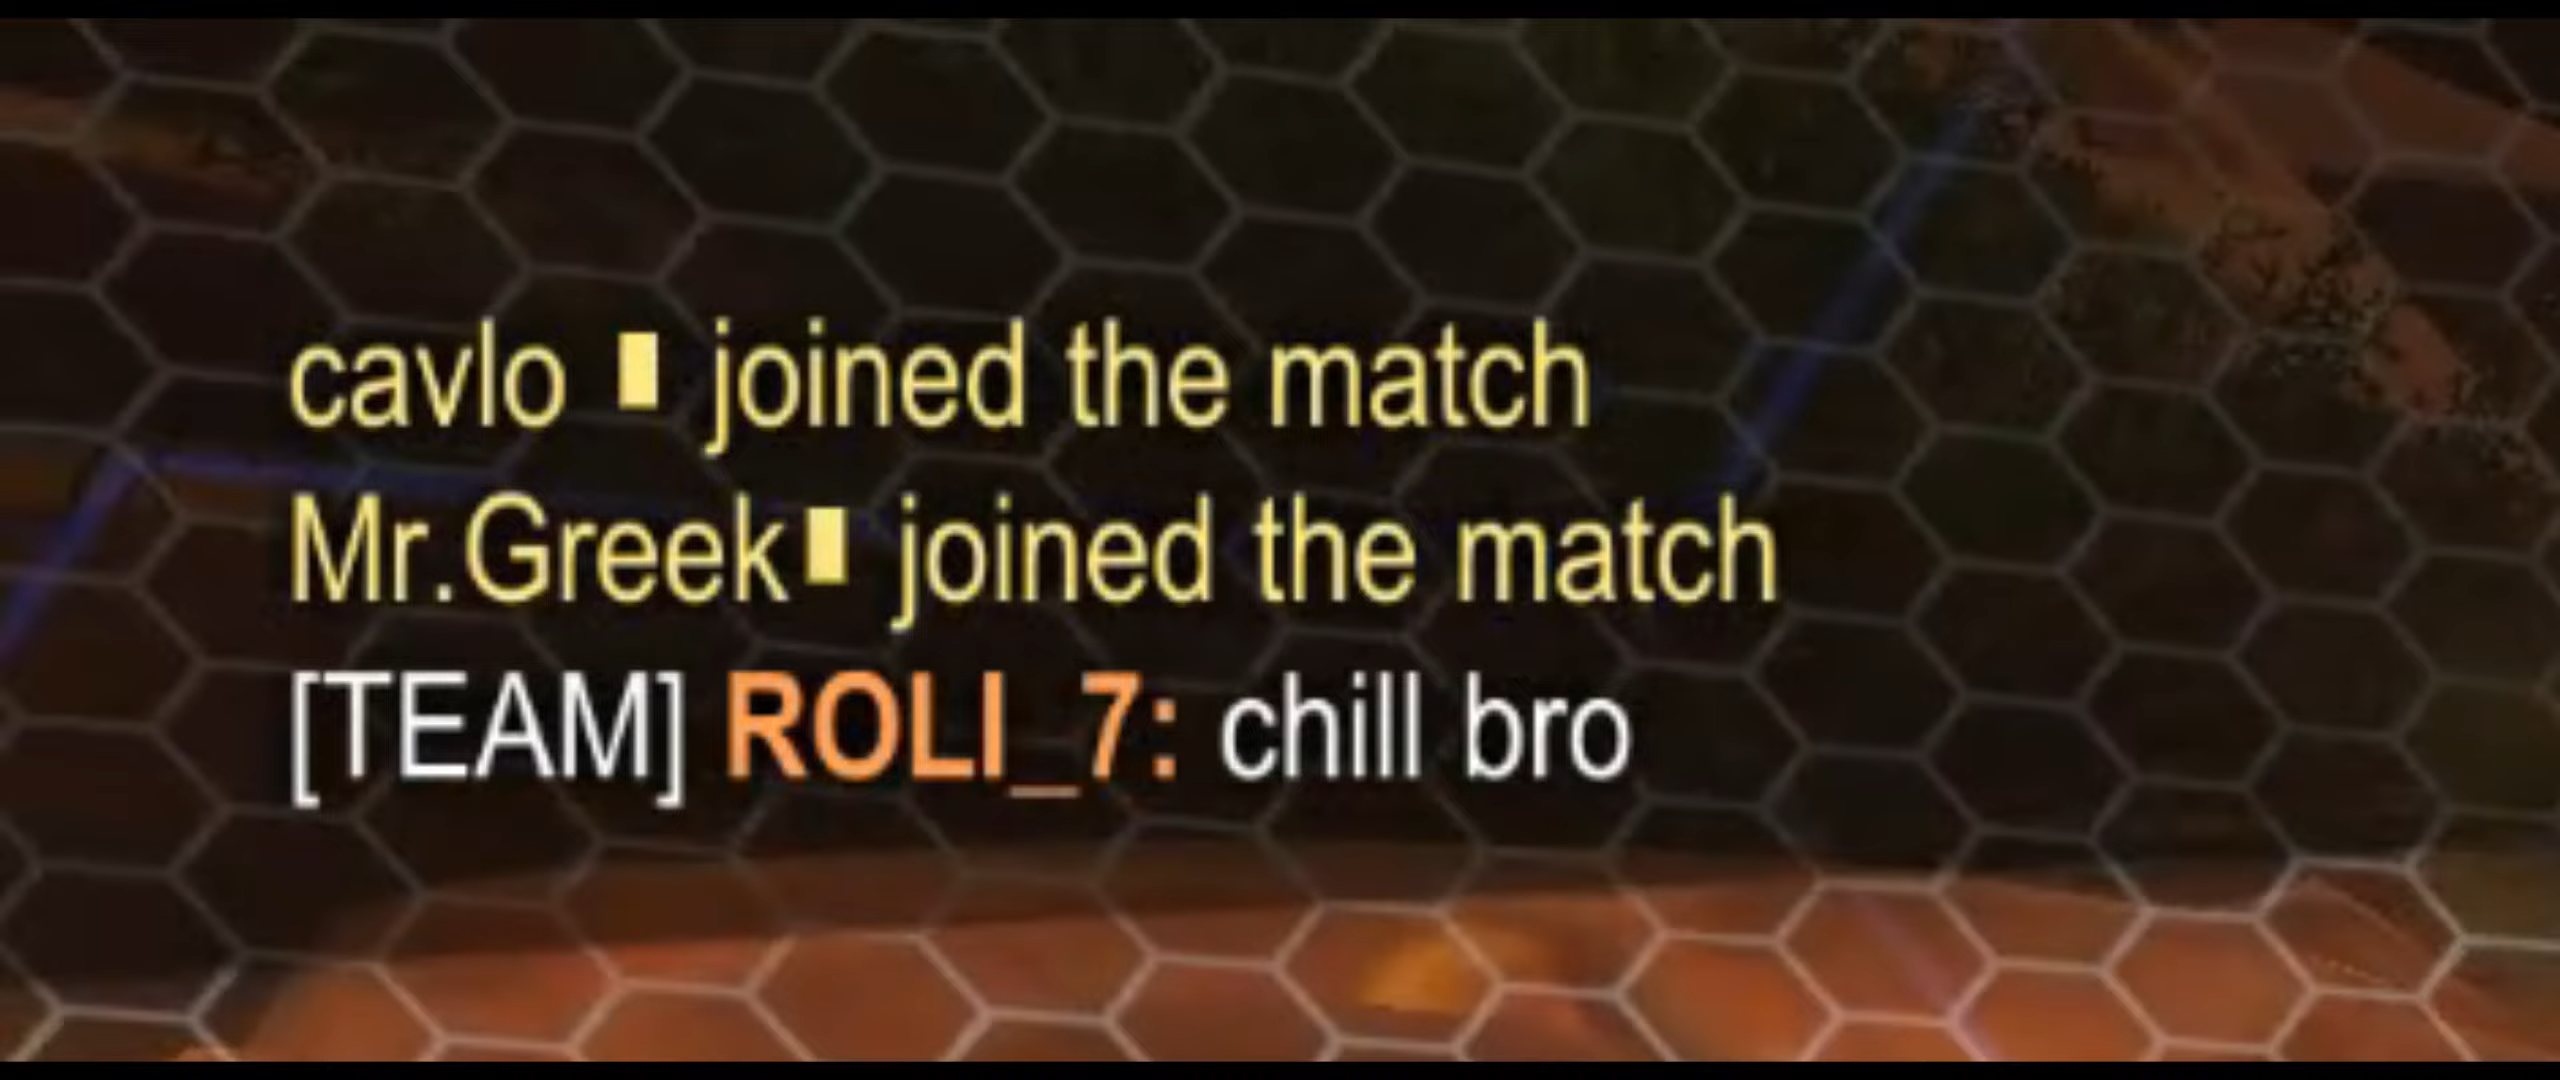 cavlo ▮ joined the match
Mr.Greek▮ joined the match
[TEAM] ROLI_7: chill bro